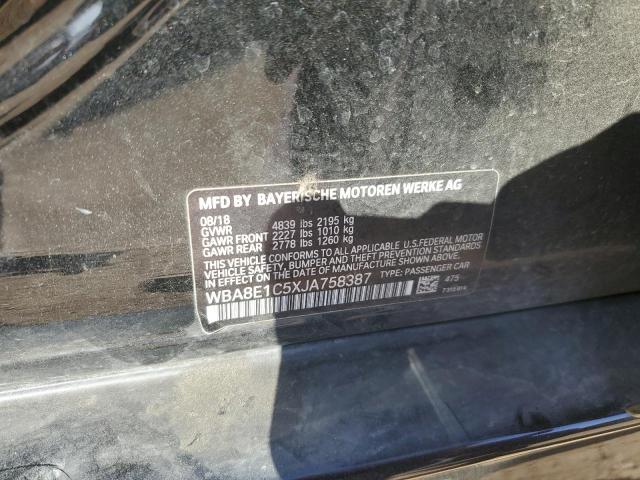 MFD BY BAYERISCHE MOTOREN WERKE AG
08/18
GVWR 4839 lbs 2195 kg
GAWR FRONT 2227 lbs 1010 kg
GAWR REAR 2778 lbs 1260 kg
THIS VEHICLE CONFORMS TO ALL APPLICABLE U.S.FEDERAL MOTOR
VEHICLE SAFETY, BUMPER, AND THEFT PREVENTION STANDARDS
IN EFFECT ON THE DATE OF MANUFACTURE SHOWN ABOVE.
WBA8E1C5XJA758387 TYPE: PASSENGER CAR
475